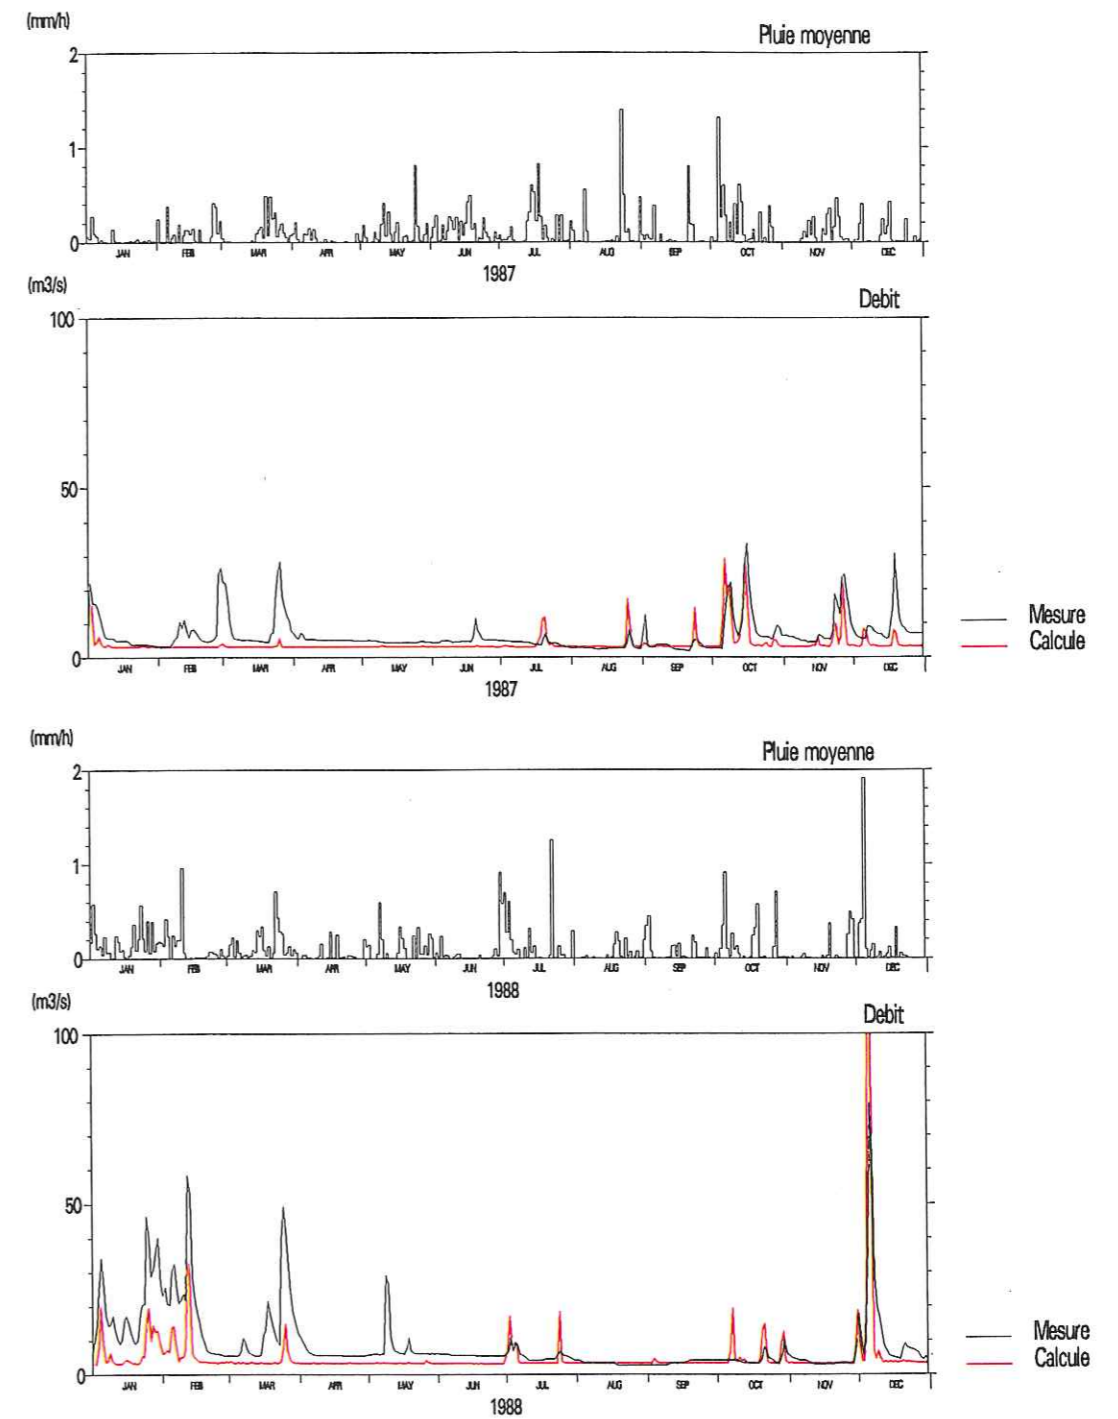 (mm/h)
Pluie moyenne
2
1
0
JAN FEB MAR APR MAY JUN JUL AUG SEP OCT NOV DEC
1987
(m3/s)
Debit
100
50
0
JAN FEB MAR APR MAY JUN JUL AUG SEP OCT NOV DEC
1987
Mesure
Calcule
(mm/h)
Pluie moyenne
2
1
0
JAN FEB MAR APR MAY JUN JUL AUG SEP OCT NOV DEC
1988
(m3/s)
Debit
100
50
0
JAN FEB MAR APR MAY JUN JUL AUG SEP OCT NOV DEC
1988
Mesure
Calcule